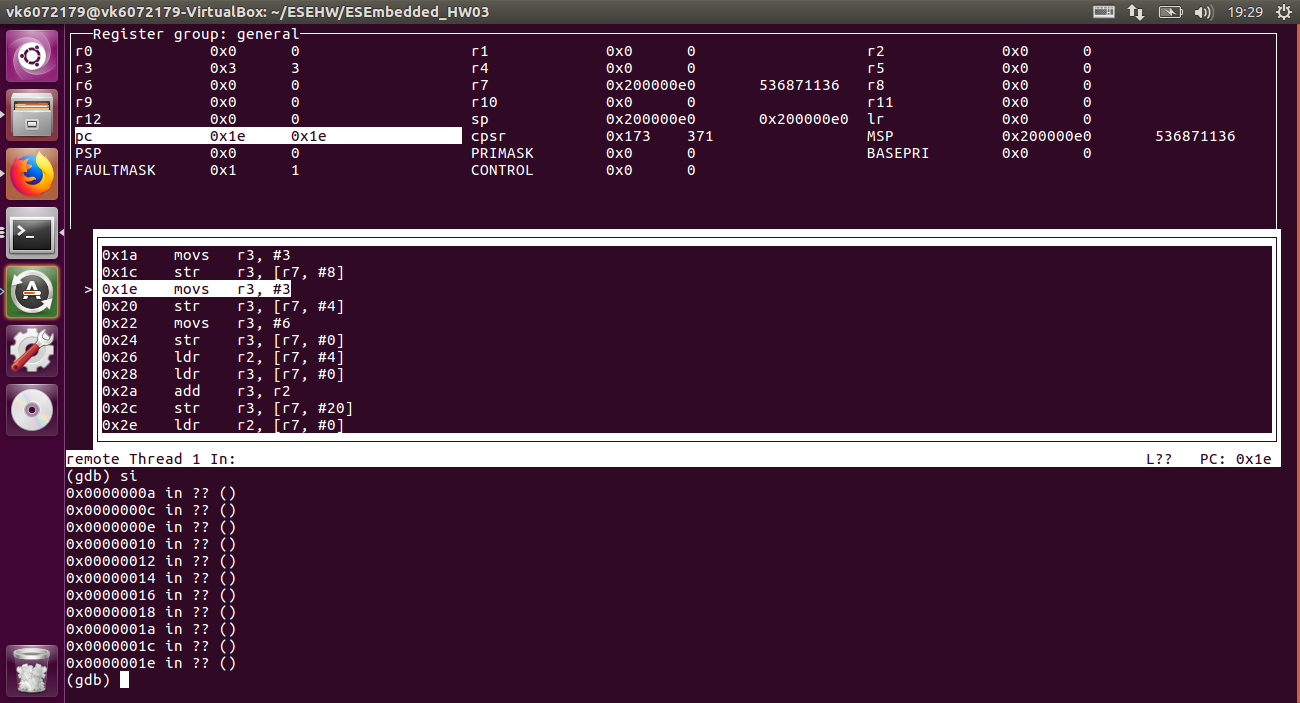 vk6072179@vk6072179-VirtualBox: ~/ESEHW/ESEmbedded_HW03 19:29
Register group: general
r0 0x0 0 r1 0x0 0 r2 0x0 0
r3 0x3 3 r4 0x0 0 r5 0x0 0
r6 0x0 0 r7 0x200000e0 536871136 r8 0x0 0
r9 0x0 0 r10 0x0 0 r11 0x0 0
r12 0x0 0 sp 0x200000e0 0x200000e0 lr 0x0 0
pc 0x1e 0x1e cpsr 0x173 371 MSP 0x200000e0 536871136
PSP 0x0 0 PRIMASK 0x0 0 BASEPRI 0x0 0
FAULTMASK 0x1 1 CONTROL 0x0 0
0x1a movs r3, #3
0x1c str r3, [r7, #8]
> 0x1e movs r3, #3
0x20 str r3, [r7, #4]
0x22 movs r3, #6
0x24 str r3, [r7, #0]
0x26 ldr r2, [r7, #4]
0x28 ldr r3, [r7, #0]
0x2a add r3, r2
0x2c str r3, [r7, #20]
0x2e ldr r2, [r7, #0]
remote Thread 1 In: L?? PC: 0x1e
(gdb) si
0x0000000a in ?? ()
0x0000000c in ?? ()
0x0000000e in ?? ()
0x00000010 in ?? ()
0x00000012 in ?? ()
0x00000014 in ?? ()
0x00000016 in ?? ()
0x00000018 in ?? ()
0x0000001a in ?? ()
0x0000001c in ?? ()
0x0000001e in ?? ()
(gdb)